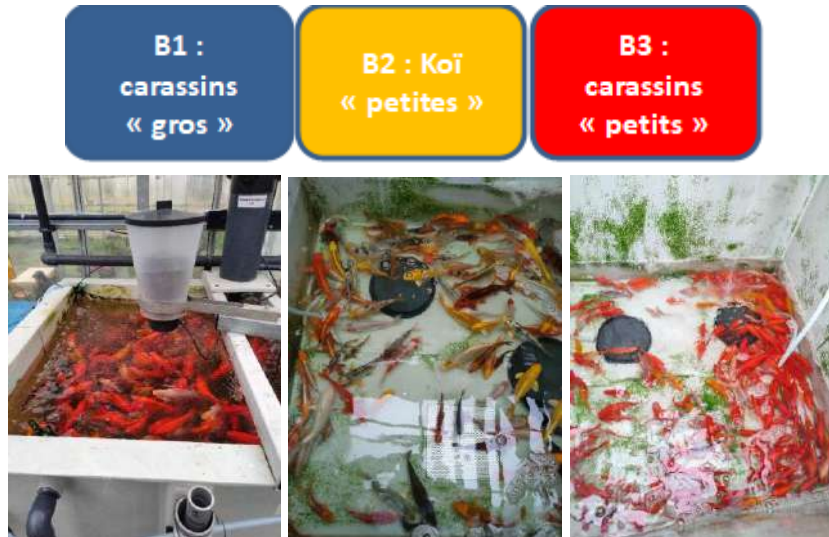 B1 :
carassins
« gros »
B2 : Koï
« petites »
B3 :
carassins
« petits »